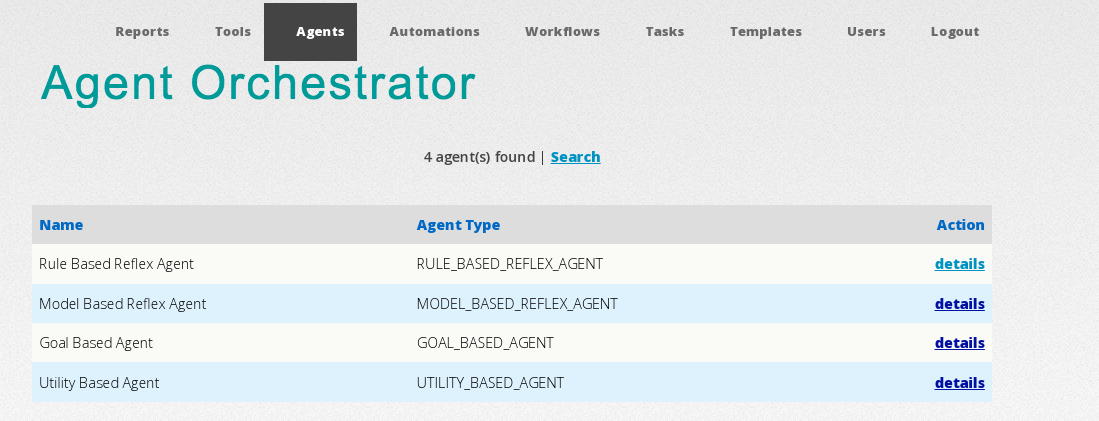 Reports Tools Agents Automations Workflows Tasks Templates Users Logout
Agent Orchestrator
4 agent(s) found | Search
Name Agent Type Action
Rule Based Reflex Agent RULE_BASED_REFLEX_AGENT details
Model Based Reflex Agent MODEL_BASED_REFLEX_AGENT details
Goal Based Agent GOAL_BASED_AGENT details
Utility Based Agent UTILITY_BASED_AGENT details